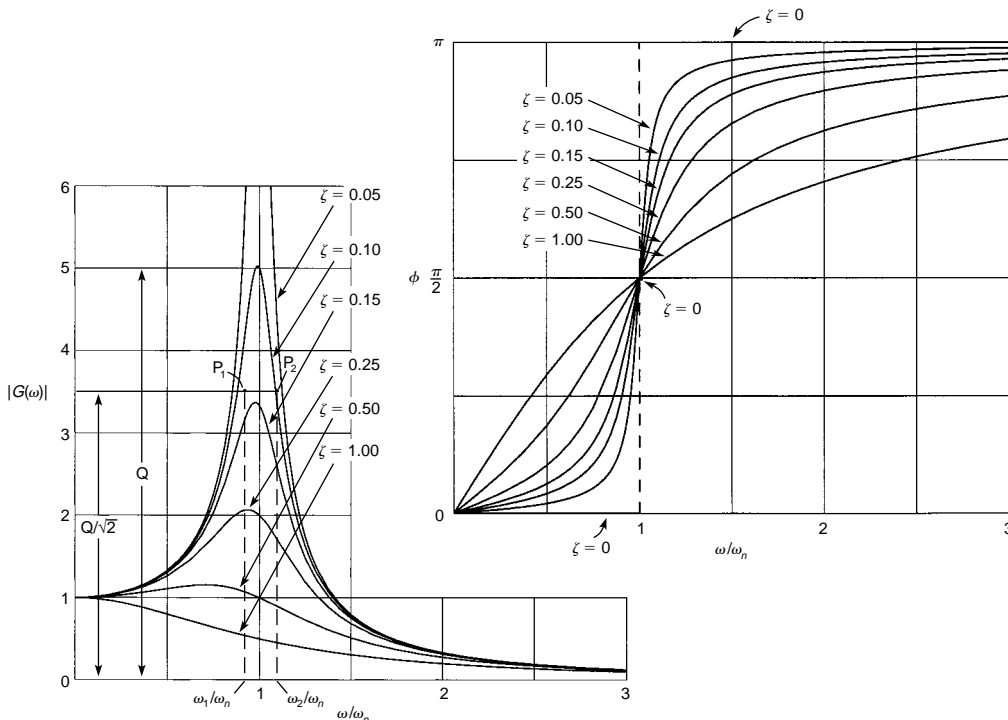 6
5
4
|G(ω)|
3
2
1
0
Q
Q/√2
P₁
P₂
ζ = 0.05
ζ = 0.10
ζ = 0.15
ζ = 0.25
ζ = 0.50
ζ = 1.00
ω₁/ωₙ
1
ω₂/ωₙ
2
3
ω/ωₙ
ζ = 0
π
ζ = 0.05
ζ = 0.10
ζ = 0.15
ζ = 0.25
ζ = 0.50
ζ = 1.00
ϕ π/2
ζ = 0
0
ζ = 0
1
ω/ωₙ
2
3